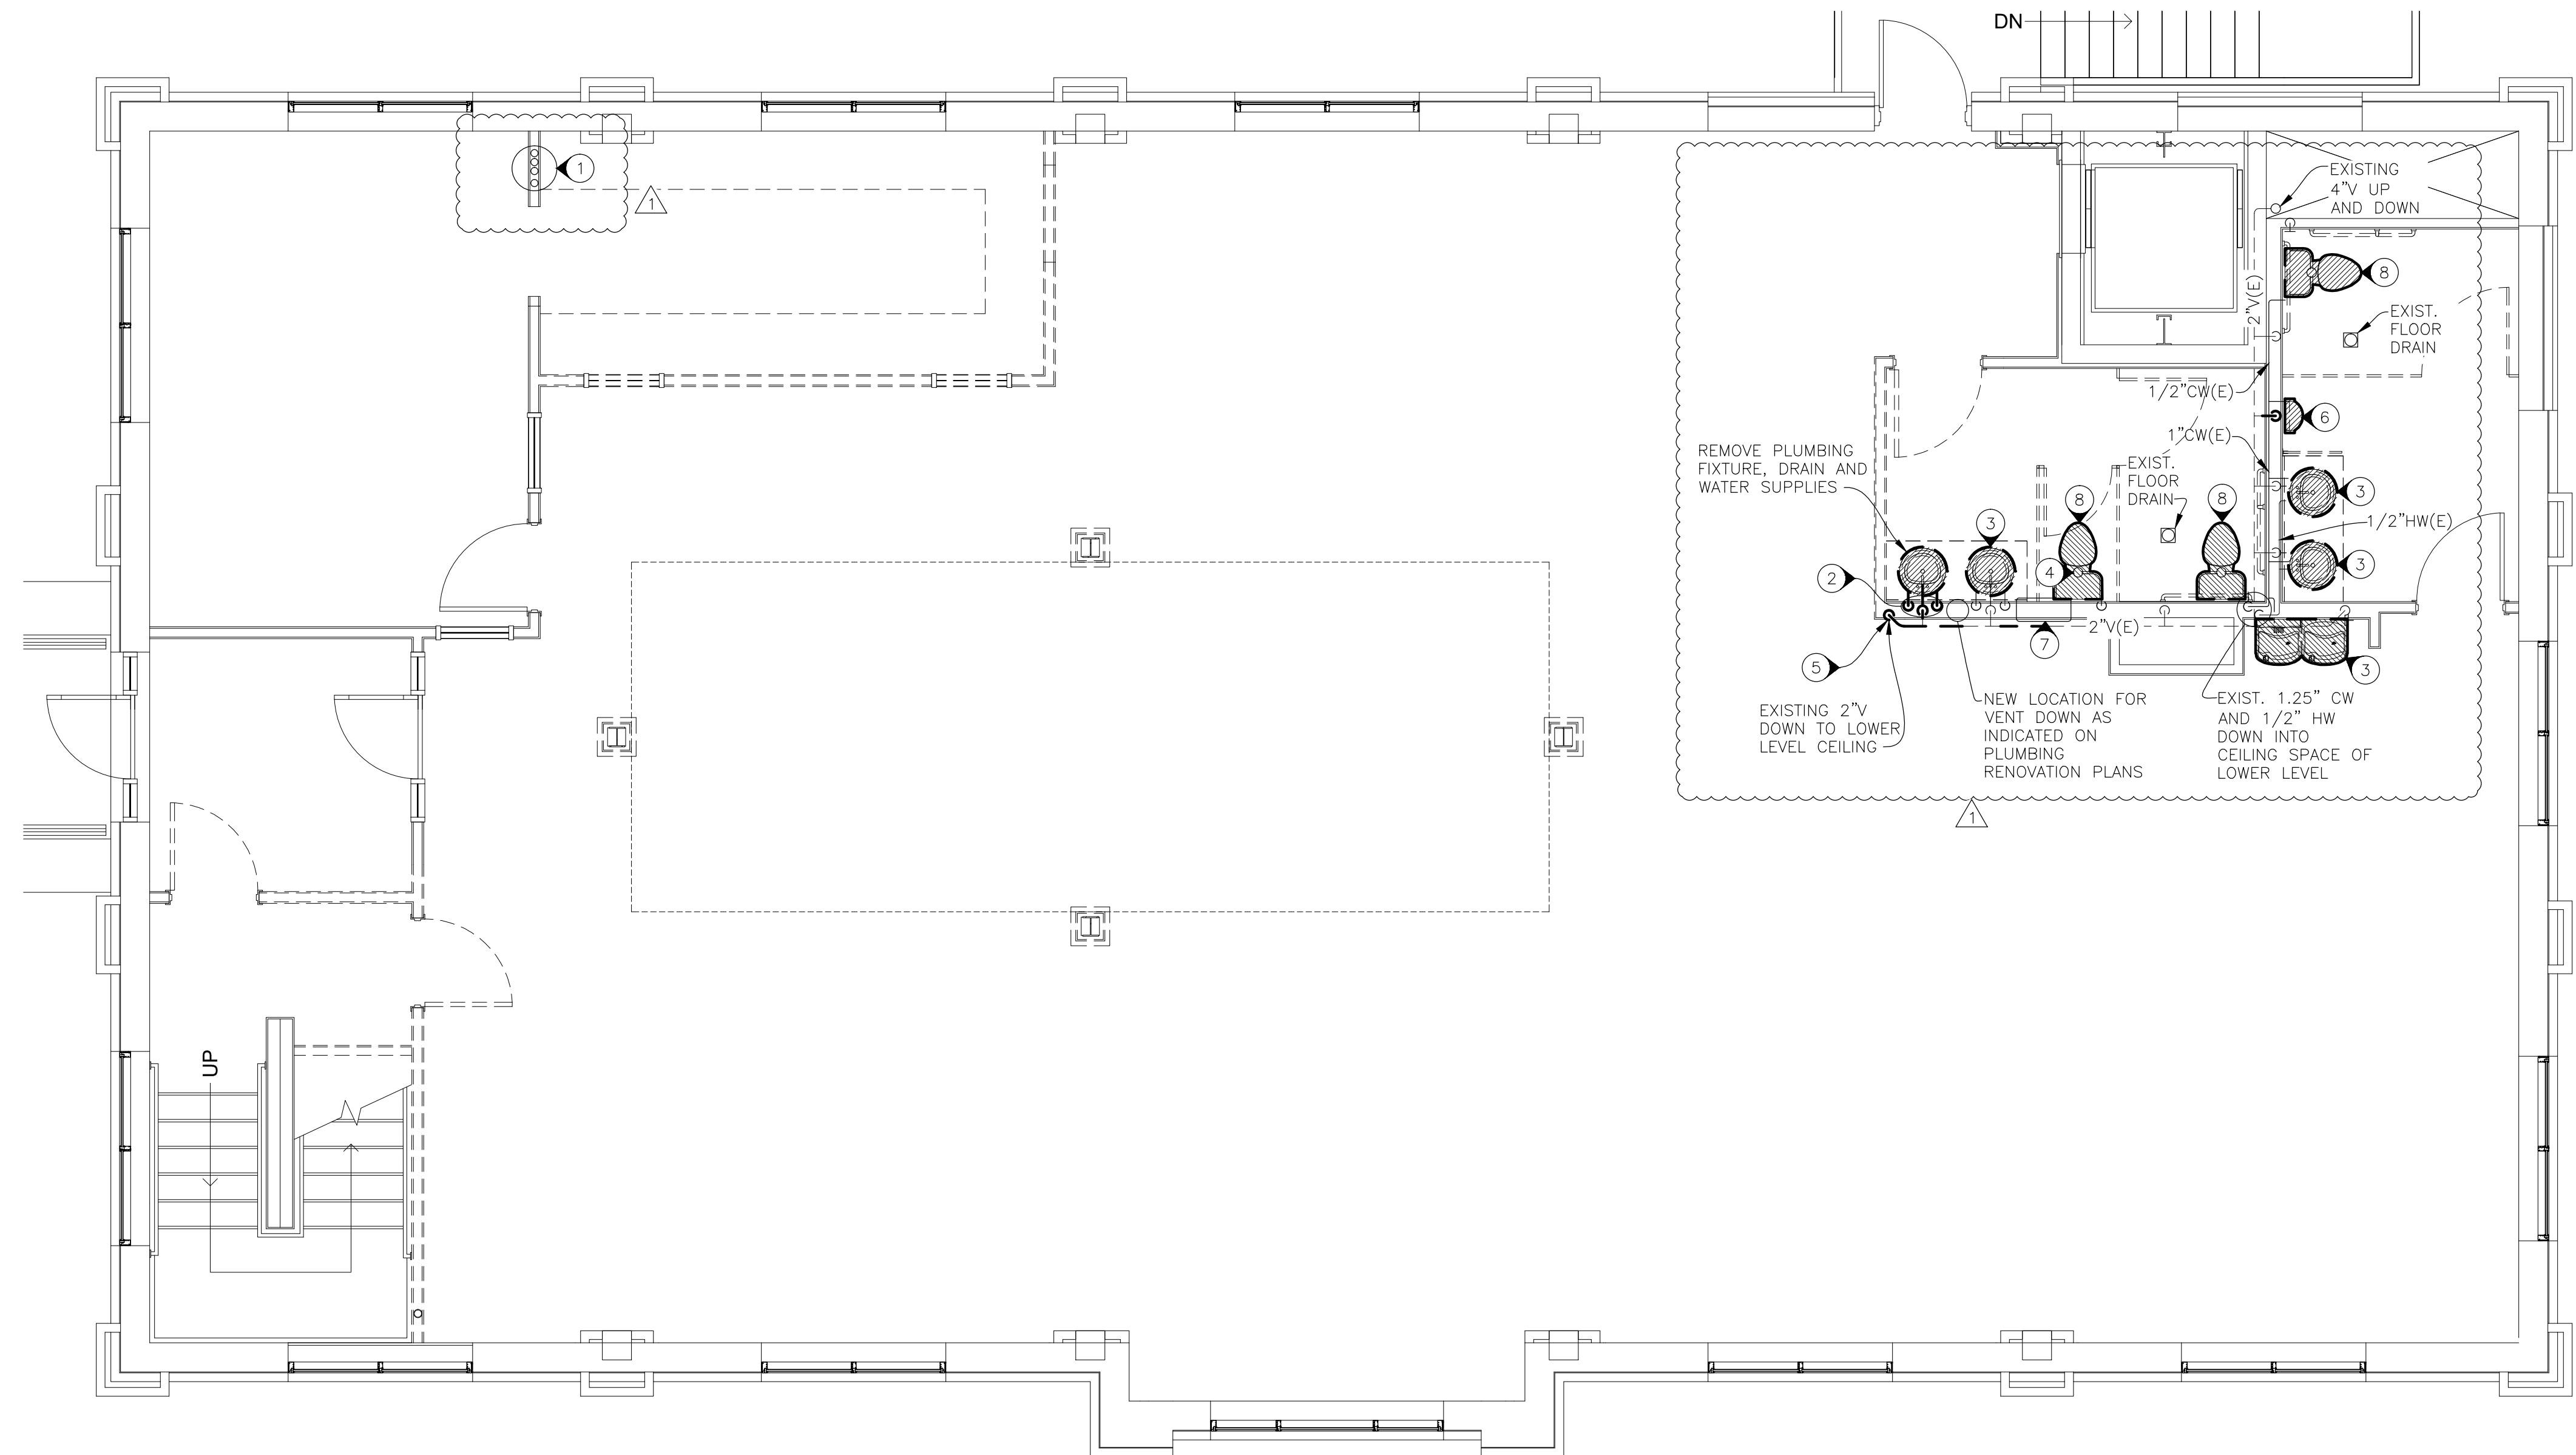 DN
1
1
EXISTING
4"V UP
AND DOWN
8
2"V(E)
EXIST.
FLOOR
DRAIN
1/2"CW(E)
6
1"CW(E)
REMOVE PLUMBING
FIXTURE, DRAIN AND
WATER SUPPLIES
EXIST.
FLOOR
DRAIN
3
8
8
3
1/2"HW(E)
3
2
4
7
2"V(E)
5
3
EXISTING 2"V
DOWN TO LOWER
LEVEL CEILING
NEW LOCATION FOR
VENT DOWN AS
INDICATED ON
PLUMBING
RENOVATION PLANS
EXIST. 1.25" CW
AND 1/2" HW
DOWN INTO
CEILING SPACE OF
LOWER LEVEL
1
UP